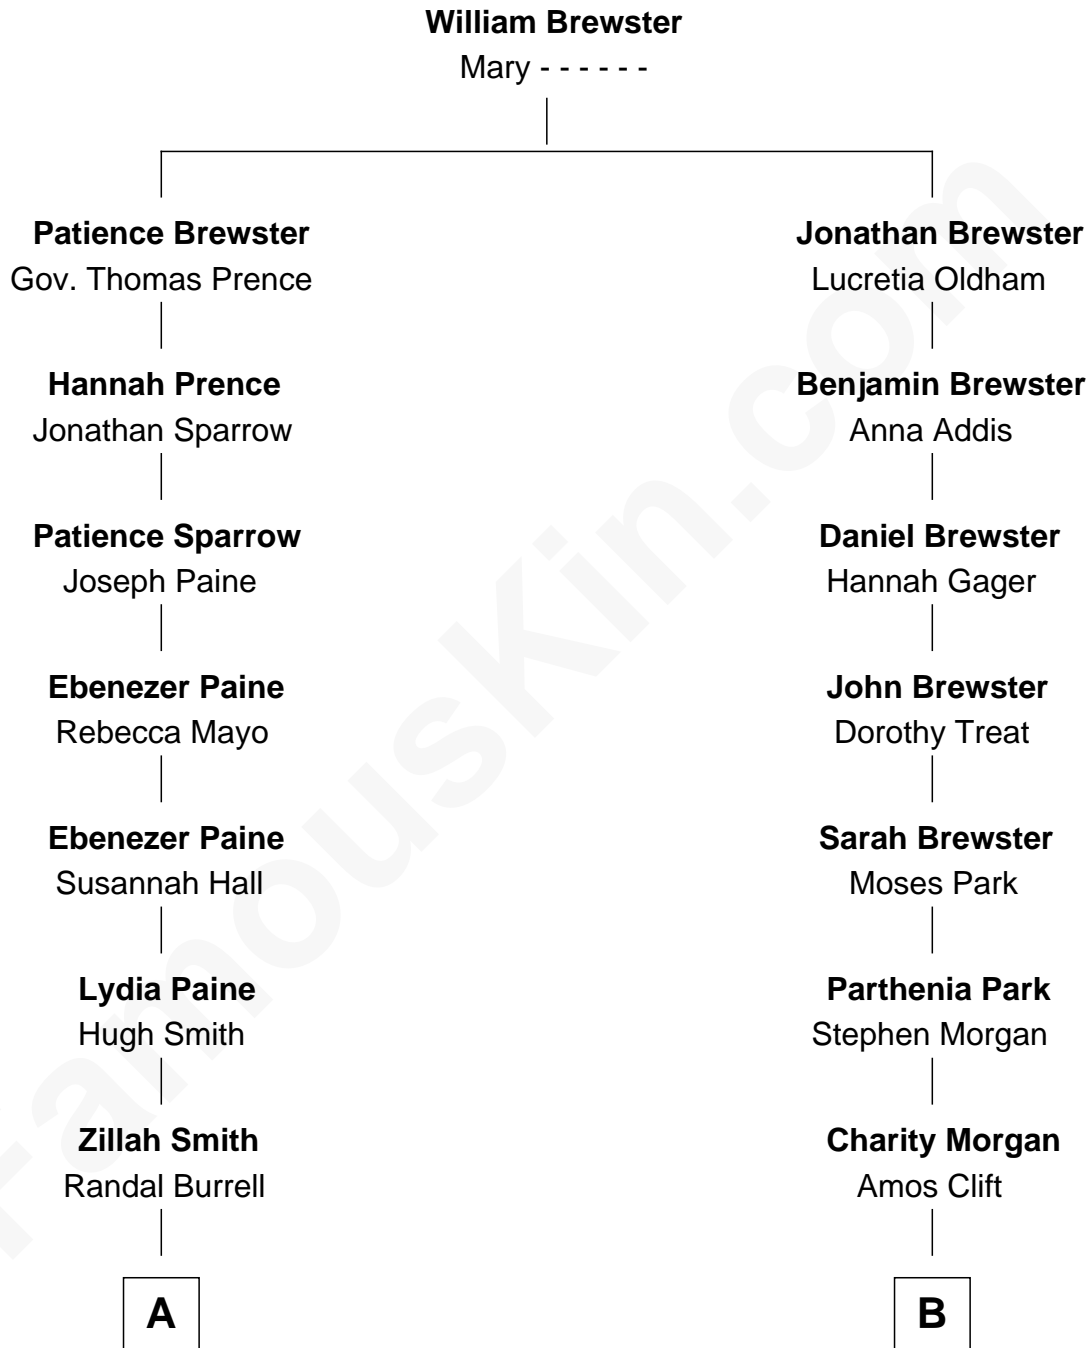 William Brewster
Mary - - - - - -
Patience Brewster
Gov. Thomas Prence
Jonathan Brewster
Lucretia Oldham
Hannah Prence
Jonathan Sparrow
Benjamin Brewster
Anna Addis
Patience Sparrow
Joseph Paine
Daniel Brewster
Hannah Gager
Ebenezer Paine
Rebecca Mayo
John Brewster
Dorothy Treat
Ebenezer Paine
Susannah Hall
Sarah Brewster
Moses Park
Lydia Paine
Hugh Smith
Parthenia Park
Stephen Morgan
Zillah Smith
Randal Burrell
Charity Morgan
Amos Clift
A
B
FamousKin.com